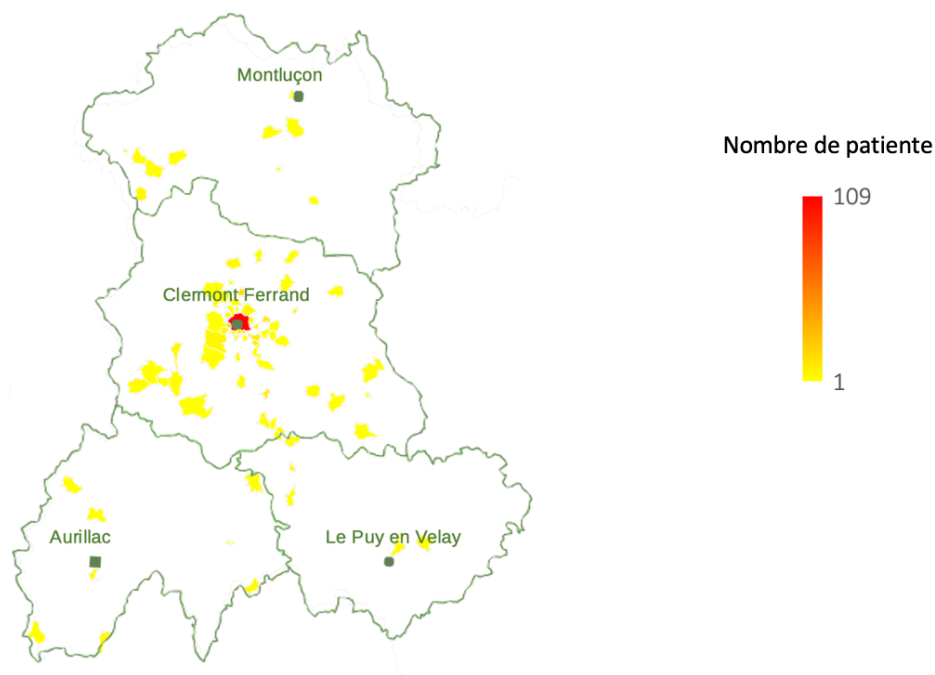 Montluçon
Nombre de patiente
109
Clermont Ferrand
1
Aurillac
Le Puy en Velay